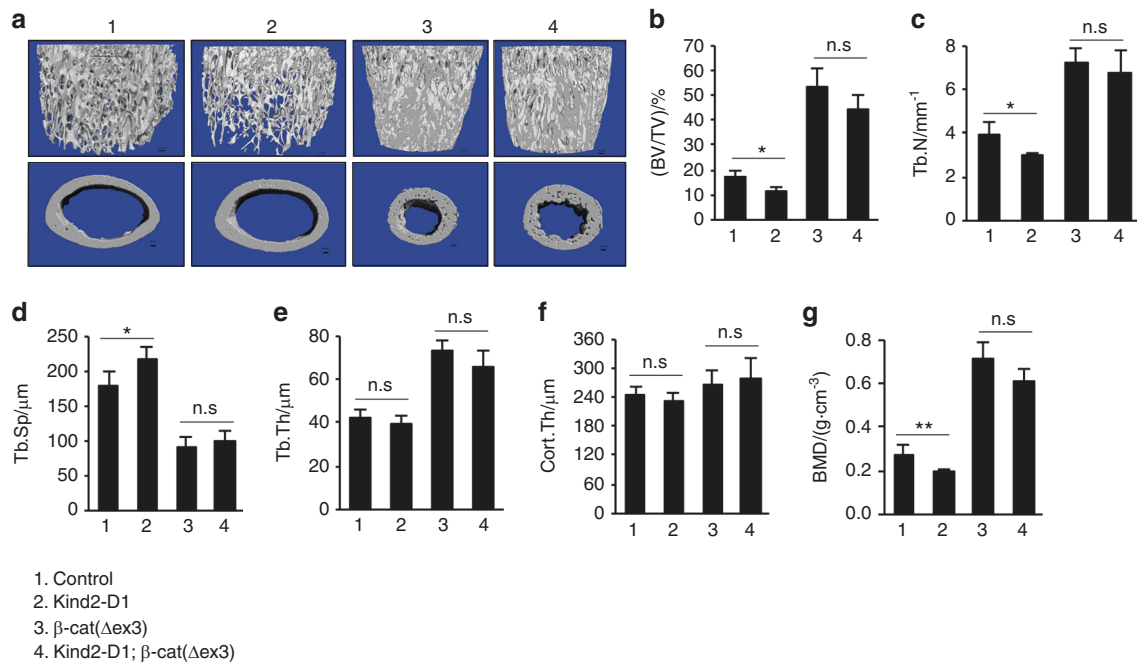 a
1 2 3 4
b
(BV/TV)/%
70
60
50
40
30
20
10
0
*
n.s
1 2 3 4
c
Tb.N/mm-1
8
6
4
2
0
*
n.s
1 2 3 4
d
Tb.Sp/μm
250
200
150
100
50
0
*
n.s
1 2 3 4
e
Tb.Th/μm
80
60
40
20
0
n.s
n.s
1 2 3 4
f
Cort.Th/μm
360
300
240
180
120
60
0
n.s
n.s
1 2 3 4
g
BMD/(g·cm-3)
0.8
0.6
0.4
0.2
0.0
**
n.s
1 2 3 4
1. Control
2. Kind2-D1
3. β-cat(Δex3)
4. Kind2-D1; β-cat(Δex3)